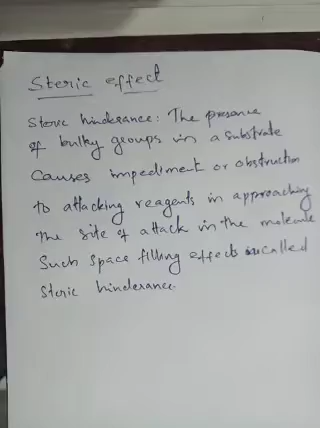 Steric effect
Steric hinderance: The presence
of bulky groups in a substrate
Causes impediment or obstruction
to attacking reagents in approaching
the site of attack in the molecule
Such space filling effects is called
Steric hinderance.